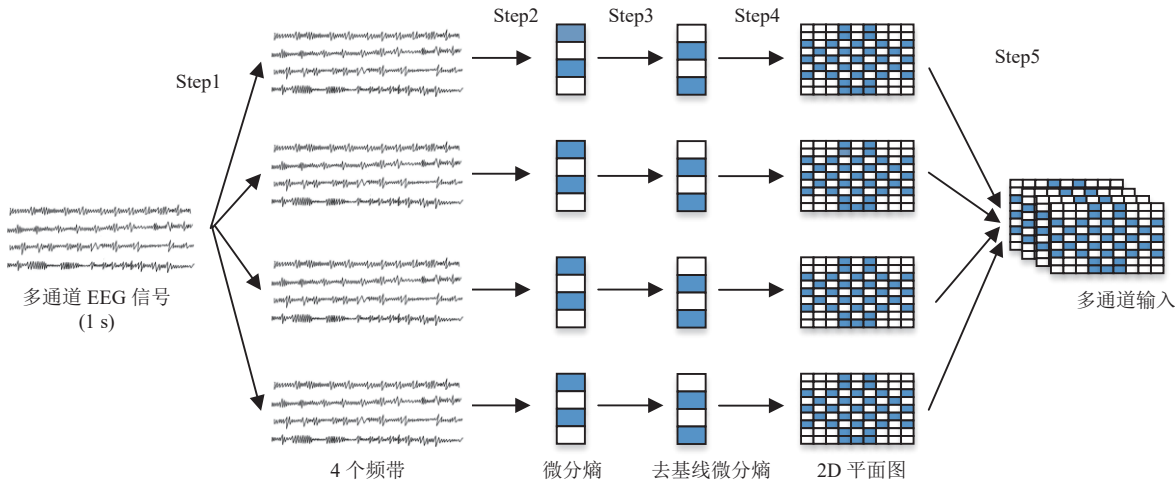 Step1
Step2
Step3
Step4
Step5
多通道 EEG 信号
(1 s)
4 个频带
微分熵
去基线微分熵
2D 平面图
多通道输入